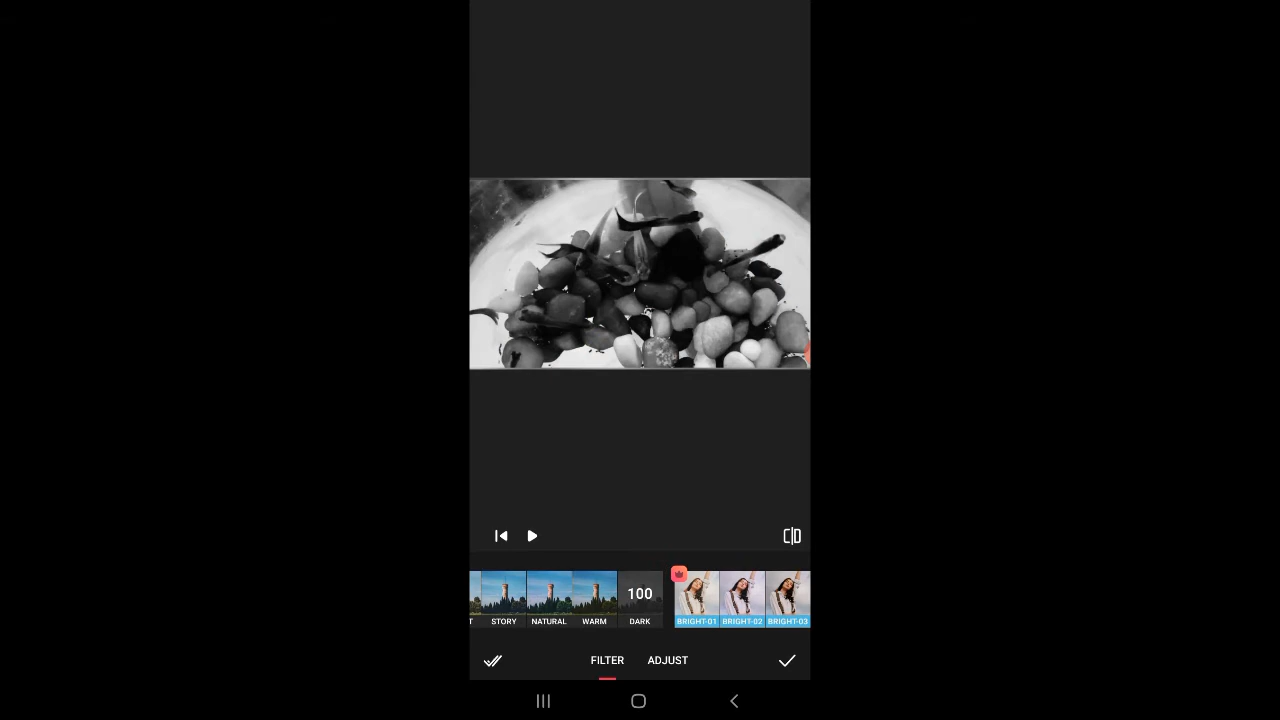 100
T STORY NATURAL WARM DARK BRIGHT-01 BRIGHT-02 BRIGHT-03
FILTER ADJUST